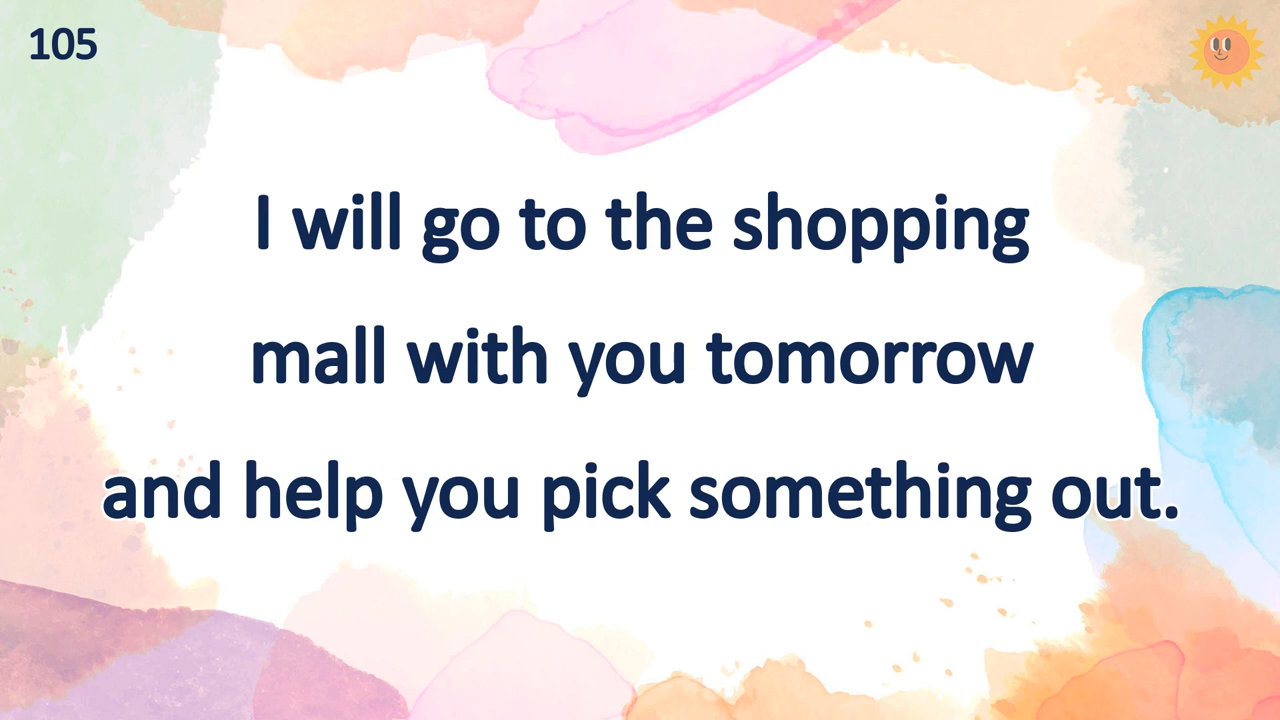 105
I will go to the shopping
mall with you tomorrow
and help you pick something out.